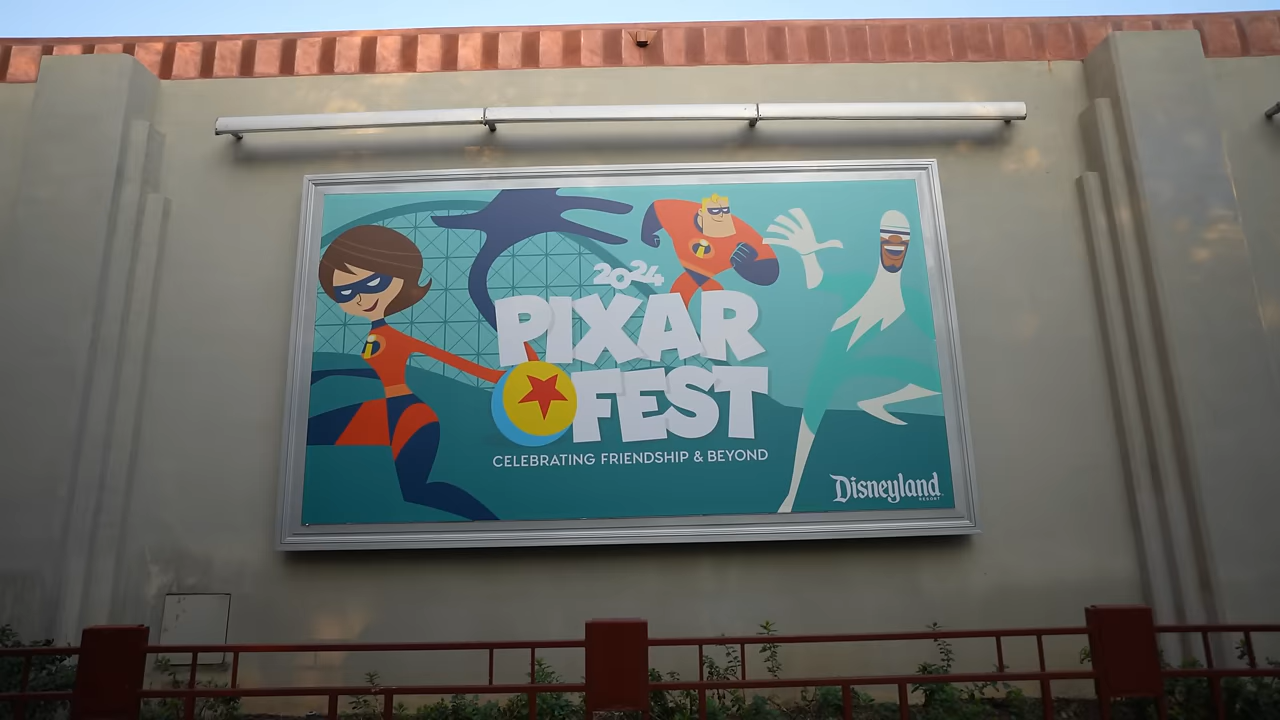 2024
PIXAR
FEST
CELEBRATING FRIENDSHIP & BEYOND
Disneyland
RESORT